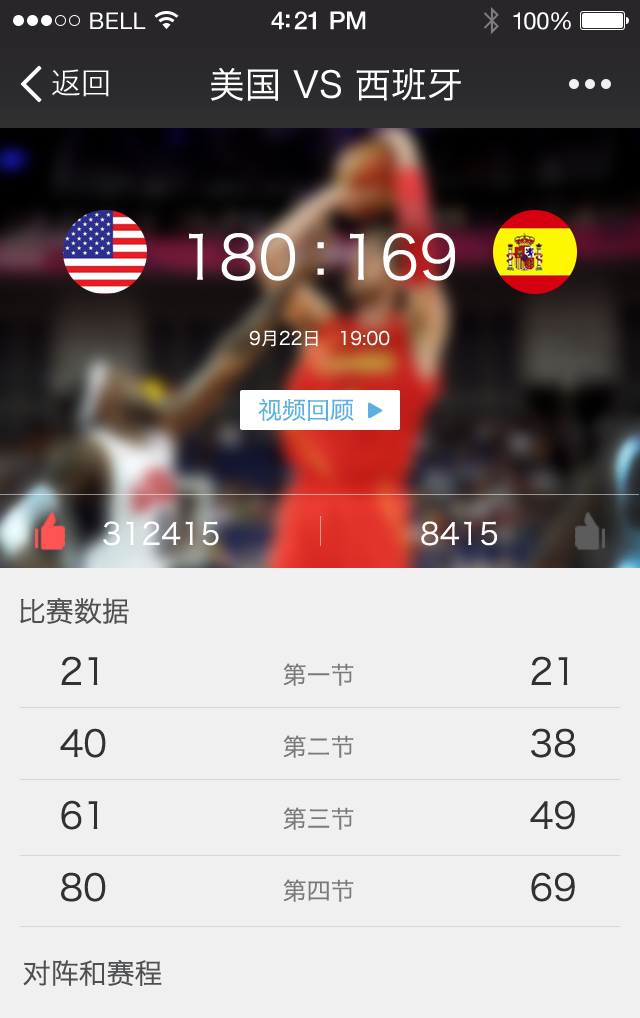 BELL 4:21 PM 100%
返回 美国 VS 西班牙
180 : 169
9月22日 19:00
视频回顾
312415 8415
比赛数据
21 第一节 21
40 第二节 38
61 第三节 49
80 第四节 69
对阵和赛程